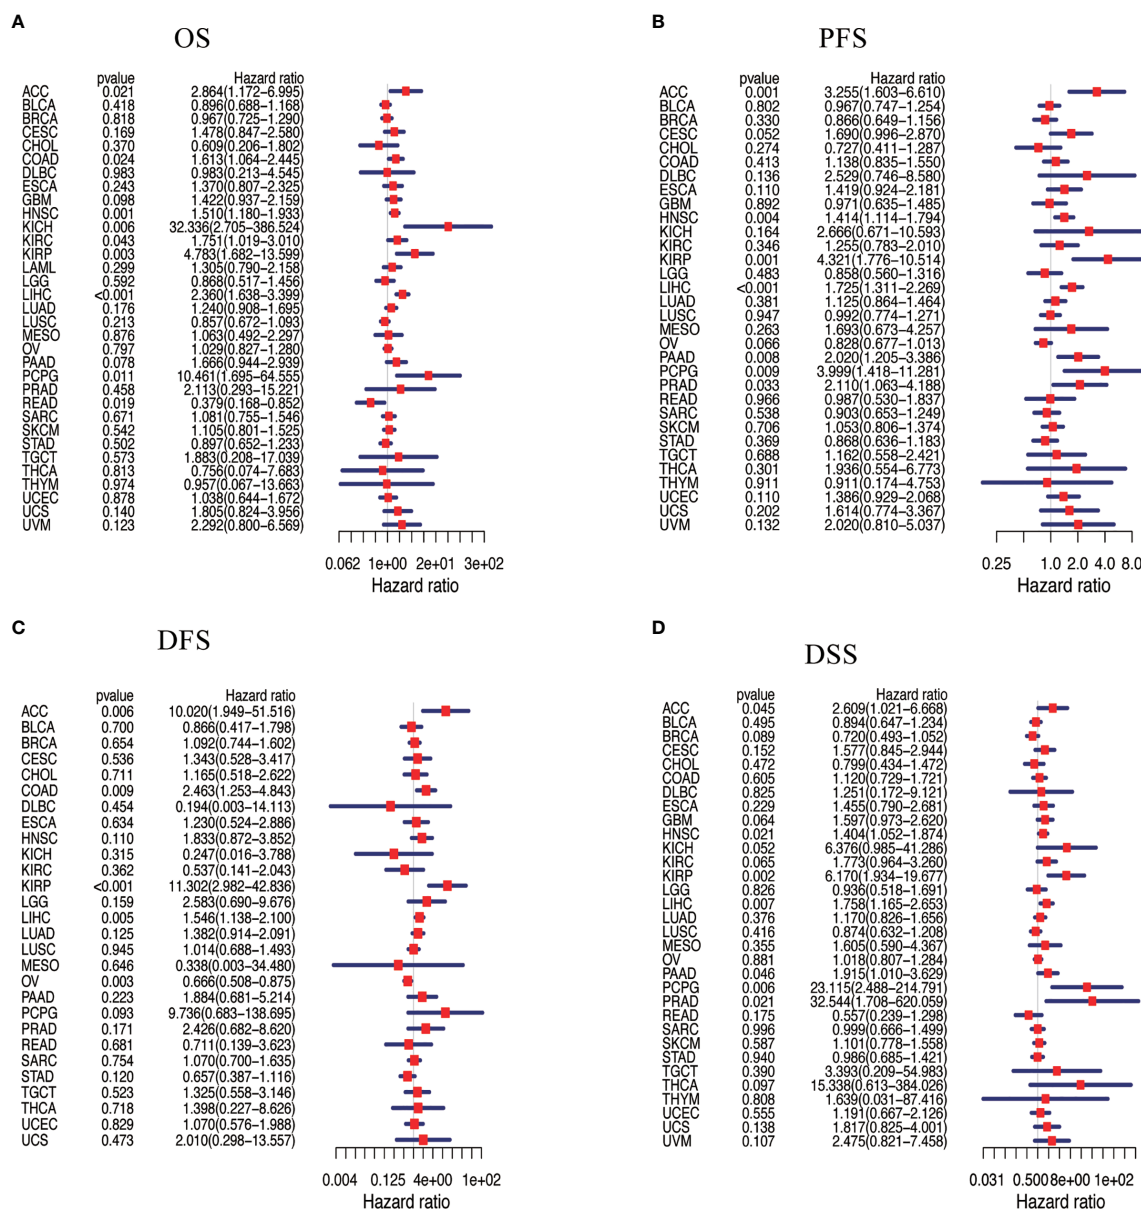 A
OS
pvalue Hazard ratio
ACC 0.021 2.864(1.172−6.995)
BLCA 0.418 0.896(0.688−1.168)
BRCA 0.818 0.967(0.725−1.290)
CESC 0.169 1.478(0.847−2.580)
CHOL 0.370 0.609(0.206−1.802)
COAD 0.024 1.613(1.064−2.445)
DLBC 0.983 0.983(0.213−4.545)
ESCA 0.243 1.370(0.807−2.325)
GBM 0.098 1.422(0.937−2.159)
HNSC 0.001 1.510(1.180−1.933)
KICH 0.006 32.336(2.705−386.524)
KIRC 0.043 1.751(1.019−3.010)
KIRP 0.003 4.783(1.682−13.599)
LAML 0.299 1.305(0.790−2.158)
LGG 0.592 0.868(0.517−1.456)
LIHC <0.001 2.360(1.638−3.399)
LUAD 0.176 1.240(0.908−1.695)
LUSC 0.213 0.857(0.672−1.093)
MESO 0.876 1.063(0.492−2.297)
OV 0.797 1.029(0.827−1.280)
PAAD 0.078 1.666(0.944−2.939)
PCPG 0.011 10.461(1.695−64.555)
PRAD 0.458 2.113(0.293−15.221)
READ 0.019 0.379(0.168−0.852)
SARC 0.671 1.081(0.755−1.546)
SKCM 0.542 1.105(0.801−1.525)
STAD 0.502 0.897(0.652−1.233)
TGCT 0.573 1.883(0.208−17.039)
THCA 0.813 0.756(0.074−7.683)
THYM 0.974 0.957(0.067−13.663)
UCEC 0.878 1.038(0.644−1.672)
UCS 0.140 1.805(0.824−3.956)
UVM 0.123 2.292(0.800−6.569)
0.062 1e+00 2e+01 3e+02
Hazard ratio
B
PFS
pvalue Hazard ratio
ACC 0.001 3.255(1.603−6.610)
BLCA 0.802 0.967(0.747−1.254)
BRCA 0.330 0.866(0.649−1.156)
CESC 0.052 1.690(0.996−2.870)
CHOL 0.274 0.727(0.411−1.287)
COAD 0.413 1.138(0.835−1.550)
DLBC 0.136 2.529(0.746−8.580)
ESCA 0.110 1.419(0.924−2.181)
GBM 0.892 0.971(0.635−1.485)
HNSC 0.004 1.414(1.114−1.794)
KICH 0.164 2.666(0.671−10.593)
KIRC 0.346 1.255(0.783−2.010)
KIRP 0.001 4.321(1.776−10.514)
LGG 0.483 0.858(0.560−1.316)
LIHC <0.001 1.725(1.311−2.269)
LUAD 0.381 1.125(0.864−1.464)
LUSC 0.947 0.992(0.774−1.271)
MESO 0.263 1.693(0.673−4.257)
OV 0.066 0.828(0.677−1.013)
PAAD 0.008 2.020(1.205−3.386)
PCPG 0.009 3.999(1.418−11.281)
PRAD 0.033 2.110(1.063−4.188)
READ 0.966 0.987(0.530−1.837)
SARC 0.538 0.903(0.653−1.249)
SKCM 0.706 1.053(0.806−1.374)
STAD 0.369 0.868(0.636−1.183)
TGCT 0.688 1.162(0.558−2.421)
THCA 0.301 1.936(0.554−6.773)
THYM 0.911 0.911(0.174−4.753)
UCEC 0.110 1.386(0.929−2.068)
UCS 0.202 1.614(0.774−3.367)
UVM 0.132 2.020(0.810−5.037)
0.25 1.0 2.0 4.0 8.0
Hazard ratio
C
DFS
pvalue Hazard ratio
ACC 0.006 10.020(1.949−51.516)
BLCA 0.700 0.866(0.417−1.798)
BRCA 0.654 1.092(0.744−1.602)
CESC 0.536 1.343(0.528−3.417)
CHOL 0.711 1.165(0.518−2.622)
COAD 0.009 2.463(1.253−4.843)
DLBC 0.454 0.194(0.003−14.113)
ESCA 0.634 1.230(0.524−2.886)
HNSC 0.110 1.833(0.872−3.852)
KICH 0.315 0.247(0.016−3.788)
KIRC 0.362 0.537(0.141−2.043)
KIRP <0.001 11.302(2.982−42.836)
LGG 0.159 2.583(0.690−9.676)
LIHC 0.005 1.546(1.138−2.100)
LUAD 0.125 1.382(0.914−2.091)
LUSC 0.945 1.014(0.688−1.493)
MESO 0.646 0.338(0.003−34.480)
OV 0.003 0.666(0.508−0.875)
PAAD 0.223 1.884(0.681−5.214)
PCPG 0.093 9.736(0.683−138.695)
PRAD 0.171 2.426(0.682−8.620)
READ 0.681 0.711(0.139−3.623)
SARC 0.754 1.070(0.700−1.635)
STAD 0.120 0.657(0.387−1.116)
TGCT 0.523 1.325(0.558−3.146)
THCA 0.718 1.398(0.227−8.626)
UCEC 0.829 1.070(0.576−1.988)
UCS 0.473 2.010(0.298−13.557)
0.004 0.125 4e+00 1e+02
Hazard ratio
D
DSS
pvalue Hazard ratio
ACC 0.045 2.609(1.021−6.668)
BLCA 0.495 0.894(0.647−1.234)
BRCA 0.089 0.720(0.493−1.052)
CESC 0.152 1.577(0.845−2.944)
CHOL 0.472 0.799(0.434−1.472)
COAD 0.605 1.120(0.729−1.721)
DLBC 0.825 1.251(0.172−9.121)
ESCA 0.229 1.455(0.790−2.681)
GBM 0.064 1.597(0.973−2.620)
HNSC 0.021 1.404(1.052−1.874)
KICH 0.052 6.376(0.985−41.286)
KIRC 0.065 1.773(0.964−3.260)
KIRP 0.002 6.170(1.934−19.677)
LGG 0.826 0.936(0.518−1.691)
LIHC 0.007 1.758(1.165−2.653)
LUAD 0.376 1.170(0.826−1.656)
LUSC 0.416 0.874(0.632−1.208)
MESO 0.355 1.605(0.590−4.367)
OV 0.881 1.018(0.807−1.284)
PAAD 0.046 1.915(1.010−3.629)
PCPG 0.006 23.115(2.488−214.791)
PRAD 0.021 32.544(1.708−620.059)
READ 0.175 0.557(0.239−1.298)
SARC 0.996 0.999(0.666−1.499)
SKCM 0.587 1.101(0.778−1.558)
STAD 0.940 0.986(0.685−1.421)
TGCT 0.390 3.393(0.209−54.983)
THCA 0.097 15.338(0.613−384.026)
THYM 0.808 1.639(0.031−87.416)
UCEC 0.555 1.191(0.667−2.126)
UCS 0.138 1.817(0.825−4.001)
UVM 0.107 2.475(0.821−7.458)
0.031 0.500 8e+00 1e+02
Hazard ratio